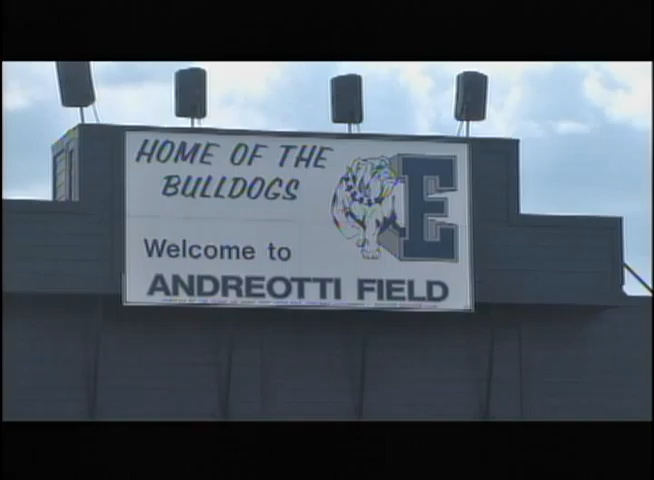 HOME OF THE
BULLDOGS
E
Welcome to
ANDREOTTI FIELD